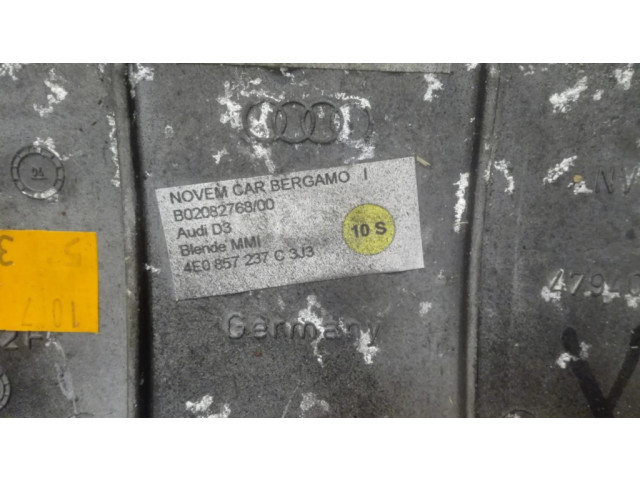 NOVEM CAR BERGAMO I
B02082768/00
Audi D3
Blende MMI
4E0 857 237 C 3J3
10 S
Germany